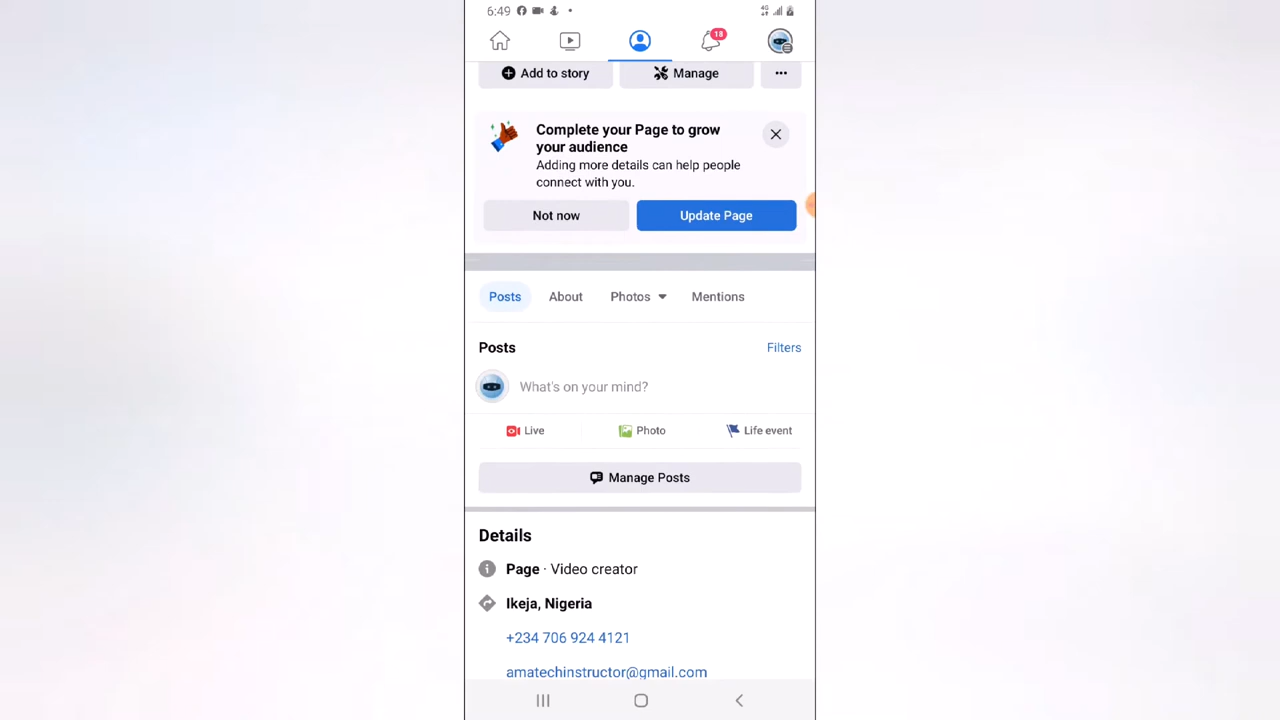 6:49
4G
18
Add to story
Manage
Complete your Page to grow
your audience
Adding more details can help people
connect with you.
Not now
Update Page
Posts
About
Photos
Mentions
Posts
Filters
What's on your mind?
Live
Photo
Life event
Manage Posts
Details
Page · Video creator
Ikeja, Nigeria
+234 706 924 4121
amatechinstructor@gmail.com